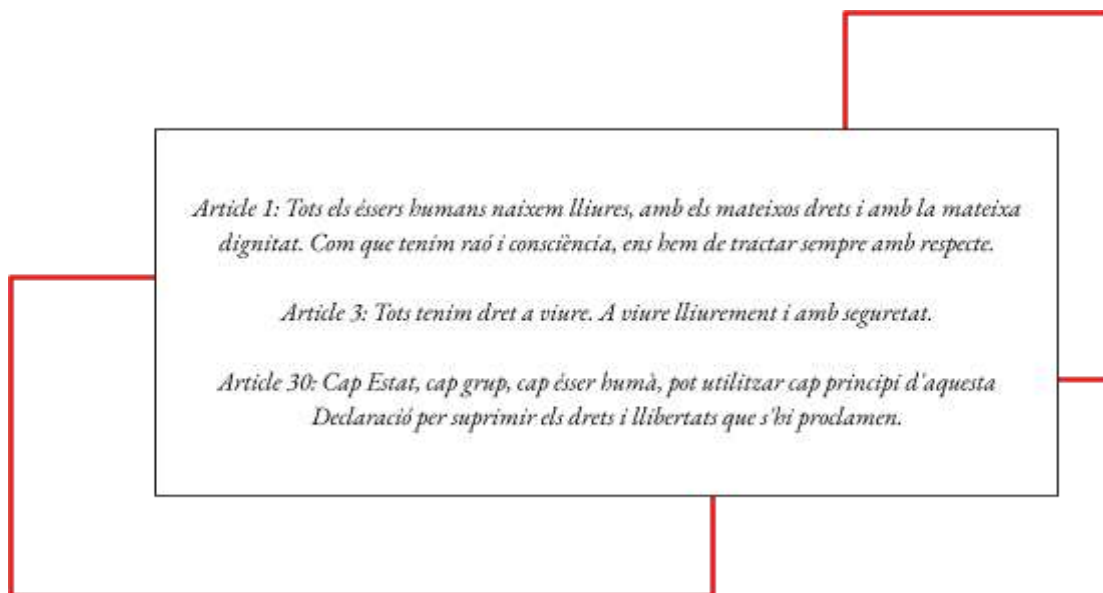 Article 1: Tots els éssers humans naixem lliures, amb els mateixos drets i amb la mateixa
dignitat. Com que tenim raó i consciència, ens hem de tractar sempre amb respecte.
Article 3: Tots tenim dret a viure. A viure lliurement i amb seguretat.
Article 30: Cap Estat, cap grup, cap ésser humà, pot utilitzar cap principi d'aquesta
Declaració per suprimir els drets i llibertats que s'hi proclamen.